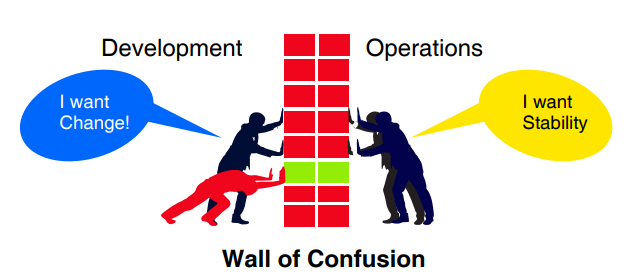 Development
Operations
I want
Change!
I want
Stability
Wall of Confusion